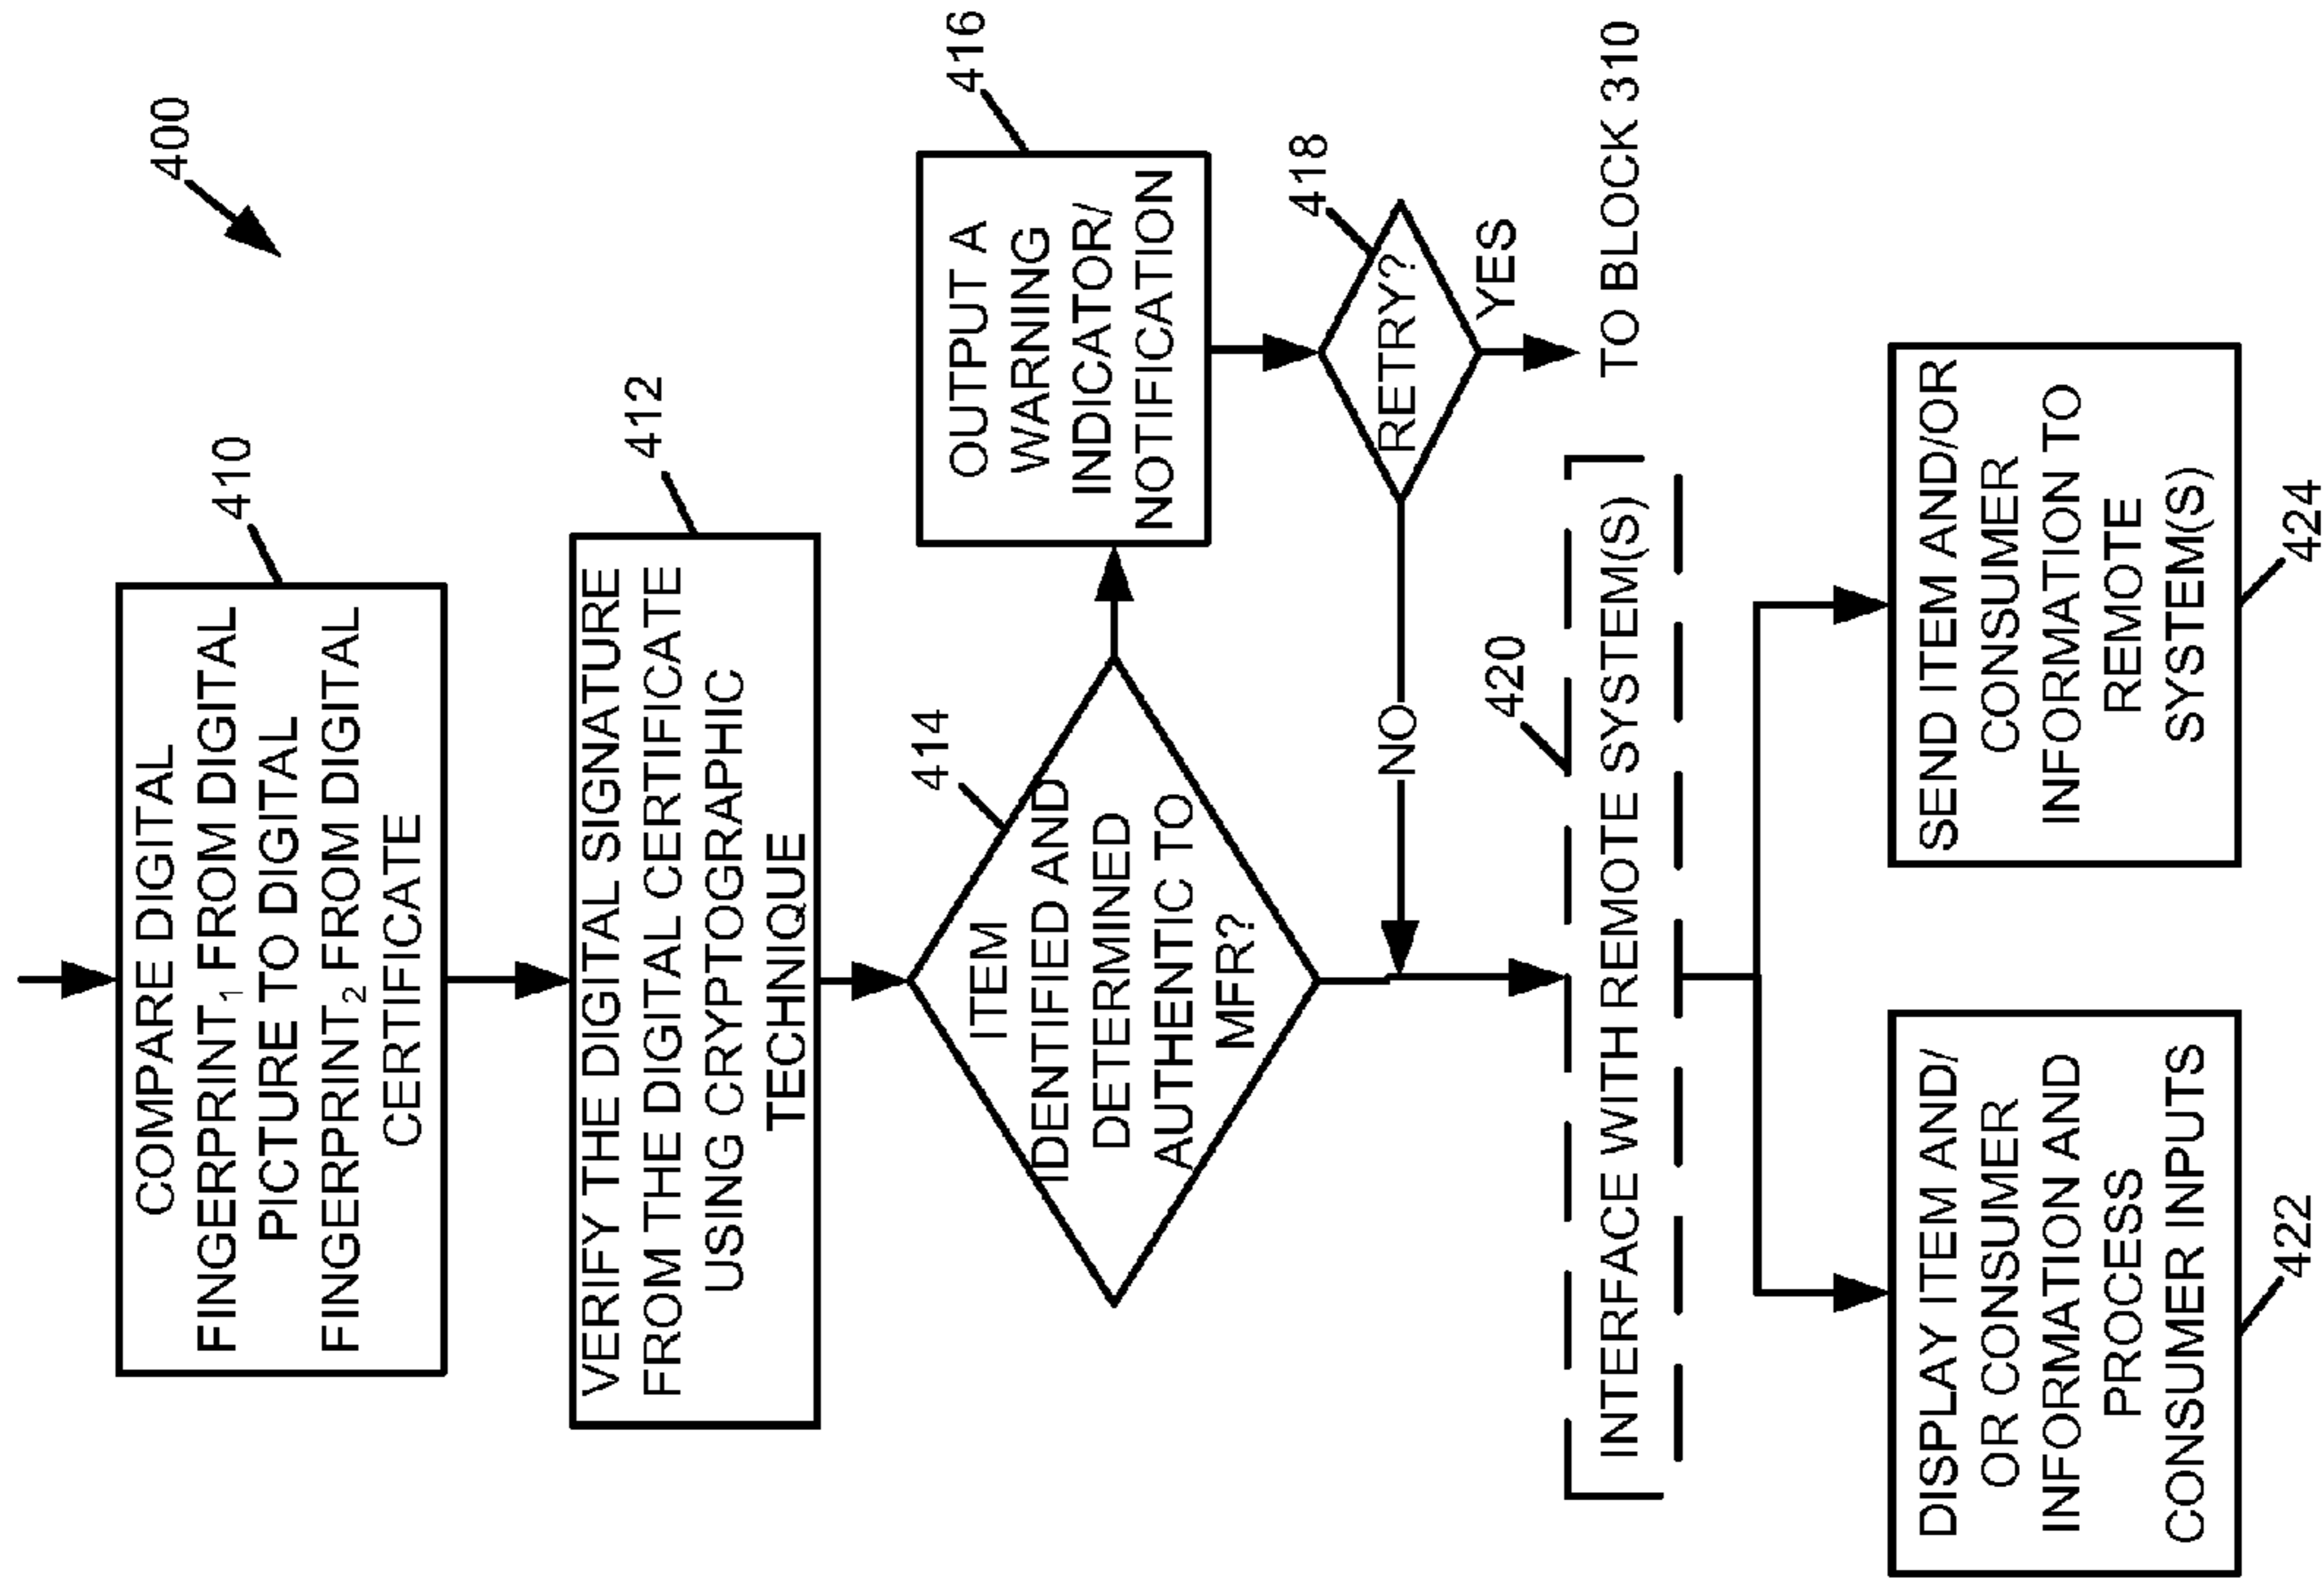 400
410
COMPARE DIGITAL
FINGERPRINT1 FROM DIGITAL
PICTURE TO DIGITAL
FINGERPRINT2 FROM DIGITAL
CERTIFICATE
412
VERIFY THE DIGITAL SIGNATURE
FROM THE DIGITAL CERTIFICATE
USING CRYPTOGRAPHIC
TECHNIQUE
414
ITEM
IDENTIFIED AND
DETERMINED
AUTHENTIC TO
MFR?
416
OUTPUT A
WARNING
INDICATOR/
NOTIFICATION
418
RETRY?
YES
TO BLOCK 310
NO
420
INTERFACE WITH REMOTE SYSTEM(S)
DISPLAY ITEM AND/
OR CONSUMER
INFORMATION AND
PROCESS
CONSUMER INPUTS
422
SEND ITEM AND/OR
CONSUMER
INFORMATION TO
REMOTE
SYSTEM(S)
424